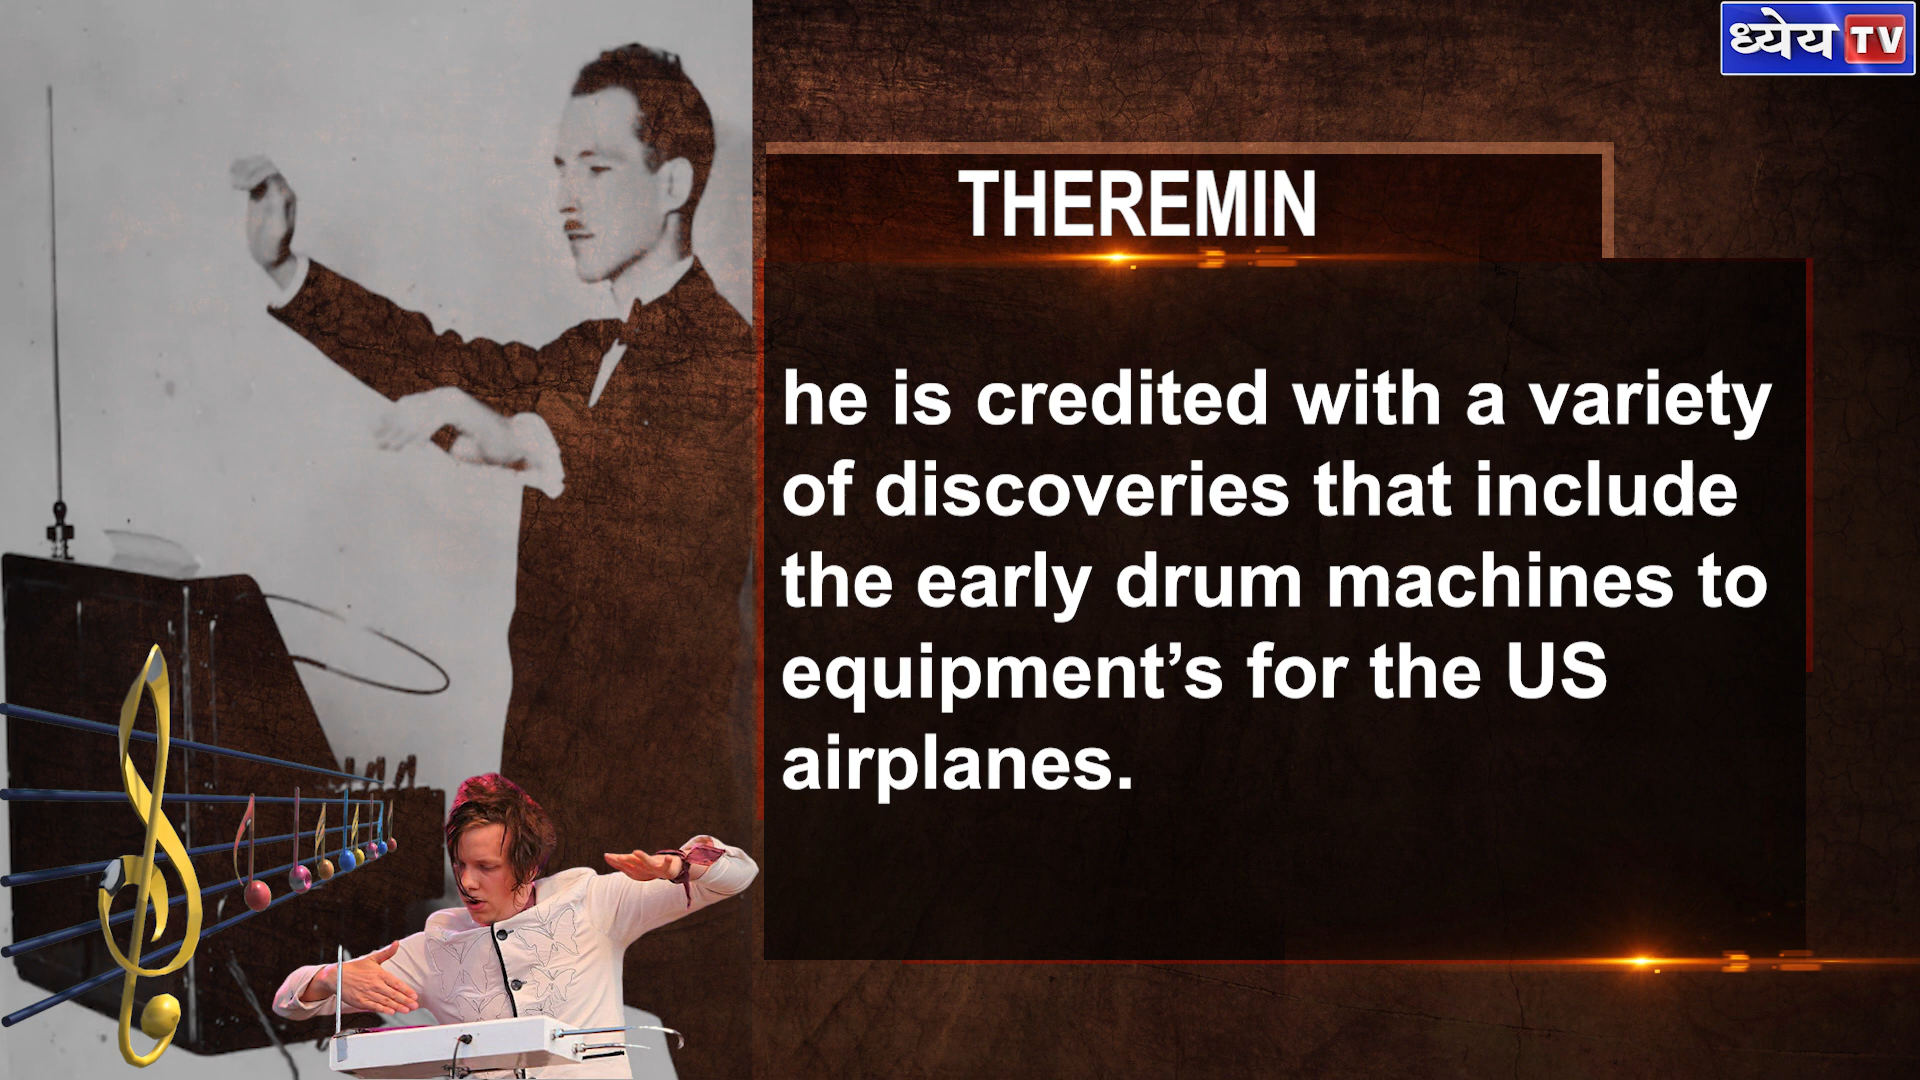 ध्येय TV
THEREMIN
he is credited with a variety
of discoveries that include
the early drum machines to
equipment’s for the US
airplanes.